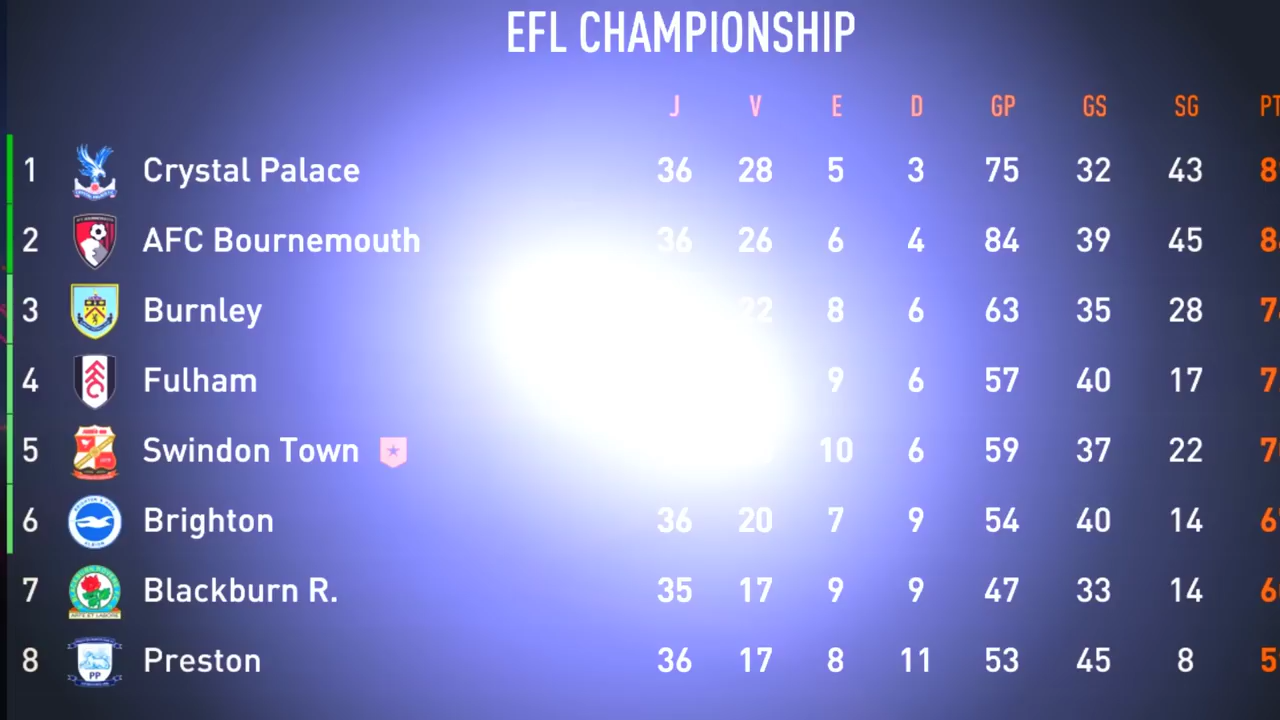 EFL CHAMPIONSHIP
J V E D GP GS SG
1 Crystal Palace 36 28 5 3 75 32 43
2 AFC Bournemouth 36 26 6 4 84 39 45
3 Burnley 22 8 6 63 35 28
4 Fulham 9 6 57 40 17
5 Swindon Town 10 6 59 37 22
6 Brighton 36 20 7 9 54 40 14
7 Blackburn R. 35 17 9 9 47 33 14
8 Preston 36 17 8 11 53 45 8